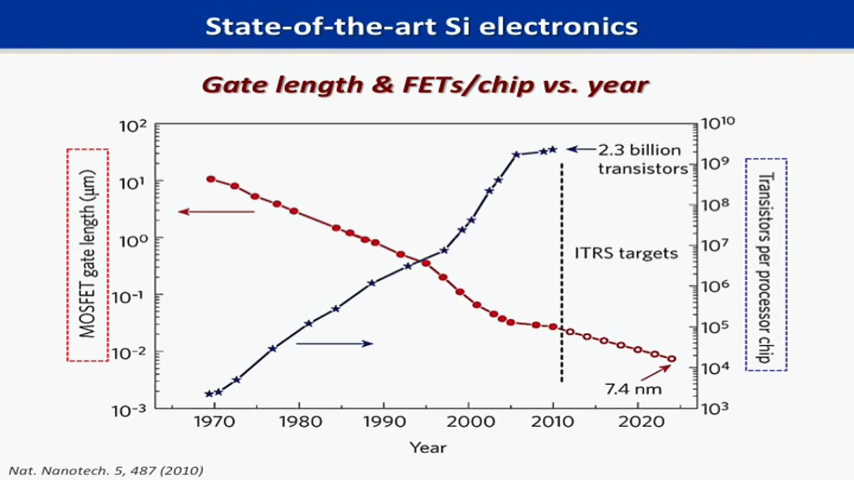 State-of-the-art Si electronics
Gate length & FETs/chip vs. year
MOSFET gate length (μm)
10²
10¹
10⁰
10⁻¹
10⁻²
10⁻³
1970
1980
1990
2000
2010
2020
Year
10¹⁰
10⁹
10⁸
10⁷
10⁶
10⁵
10⁴
10³
Transistors per processor chip
2.3 billion
transistors
ITRS targets
7.4 nm
Nat. Nanotech. 5, 487 (2010)